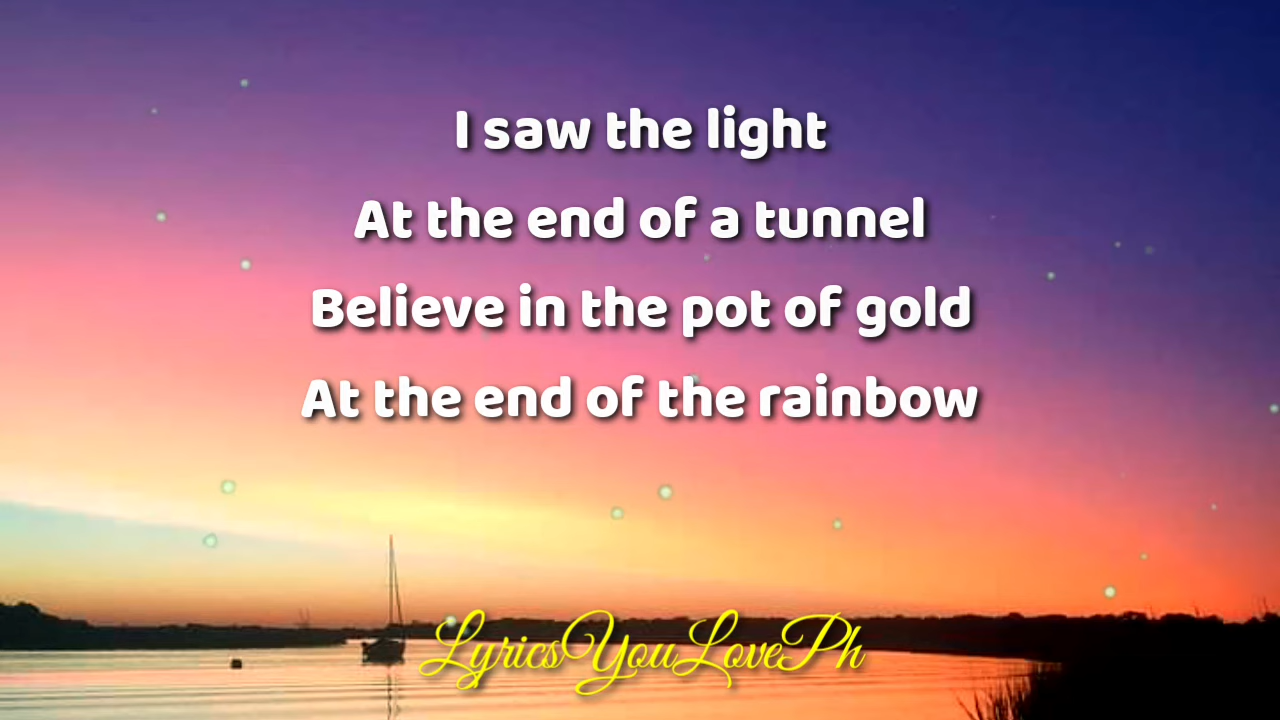 I saw the light
At the end of a tunnel
Believe in the pot of gold
At the end of the rainbow
LyricsYouLovePh